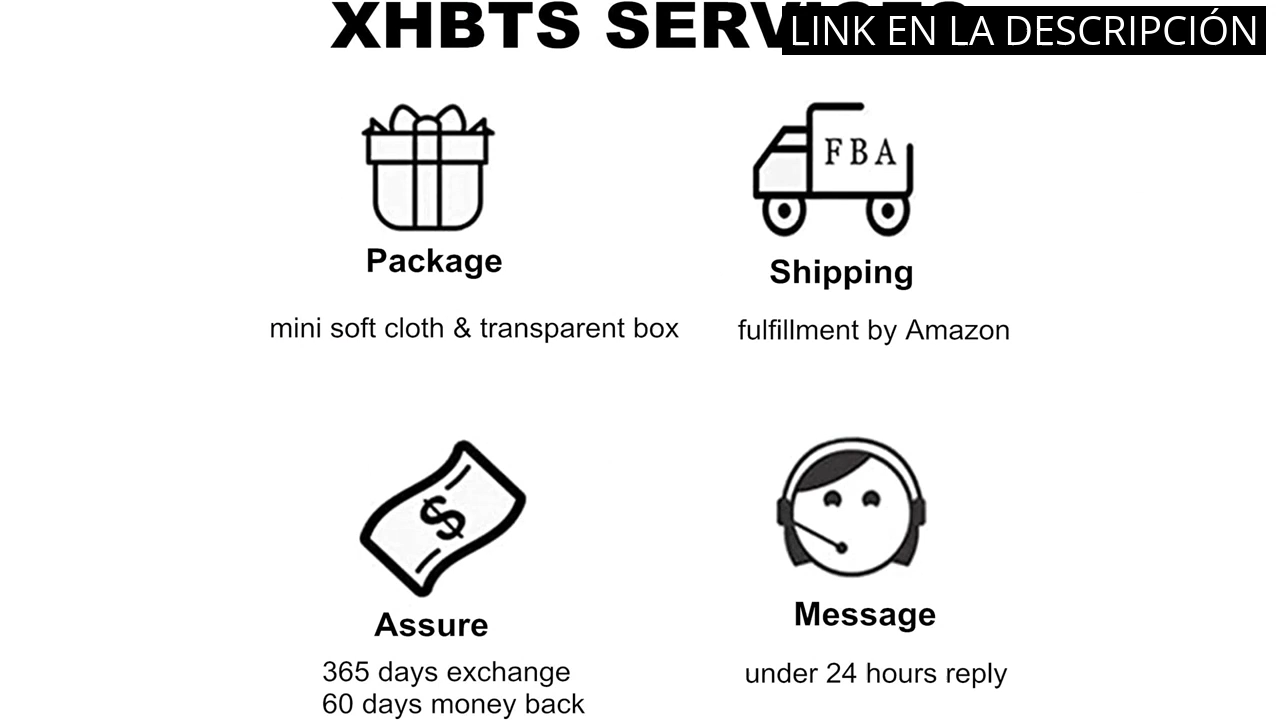 XHBTS SERVICES
LINK EN LA DESCRIPCIÓN
FBA
Package
Shipping
mini soft cloth & transparent box
fulfillment by Amazon
$
Assure
Message
365 days exchange
60 days money back
under 24 hours reply